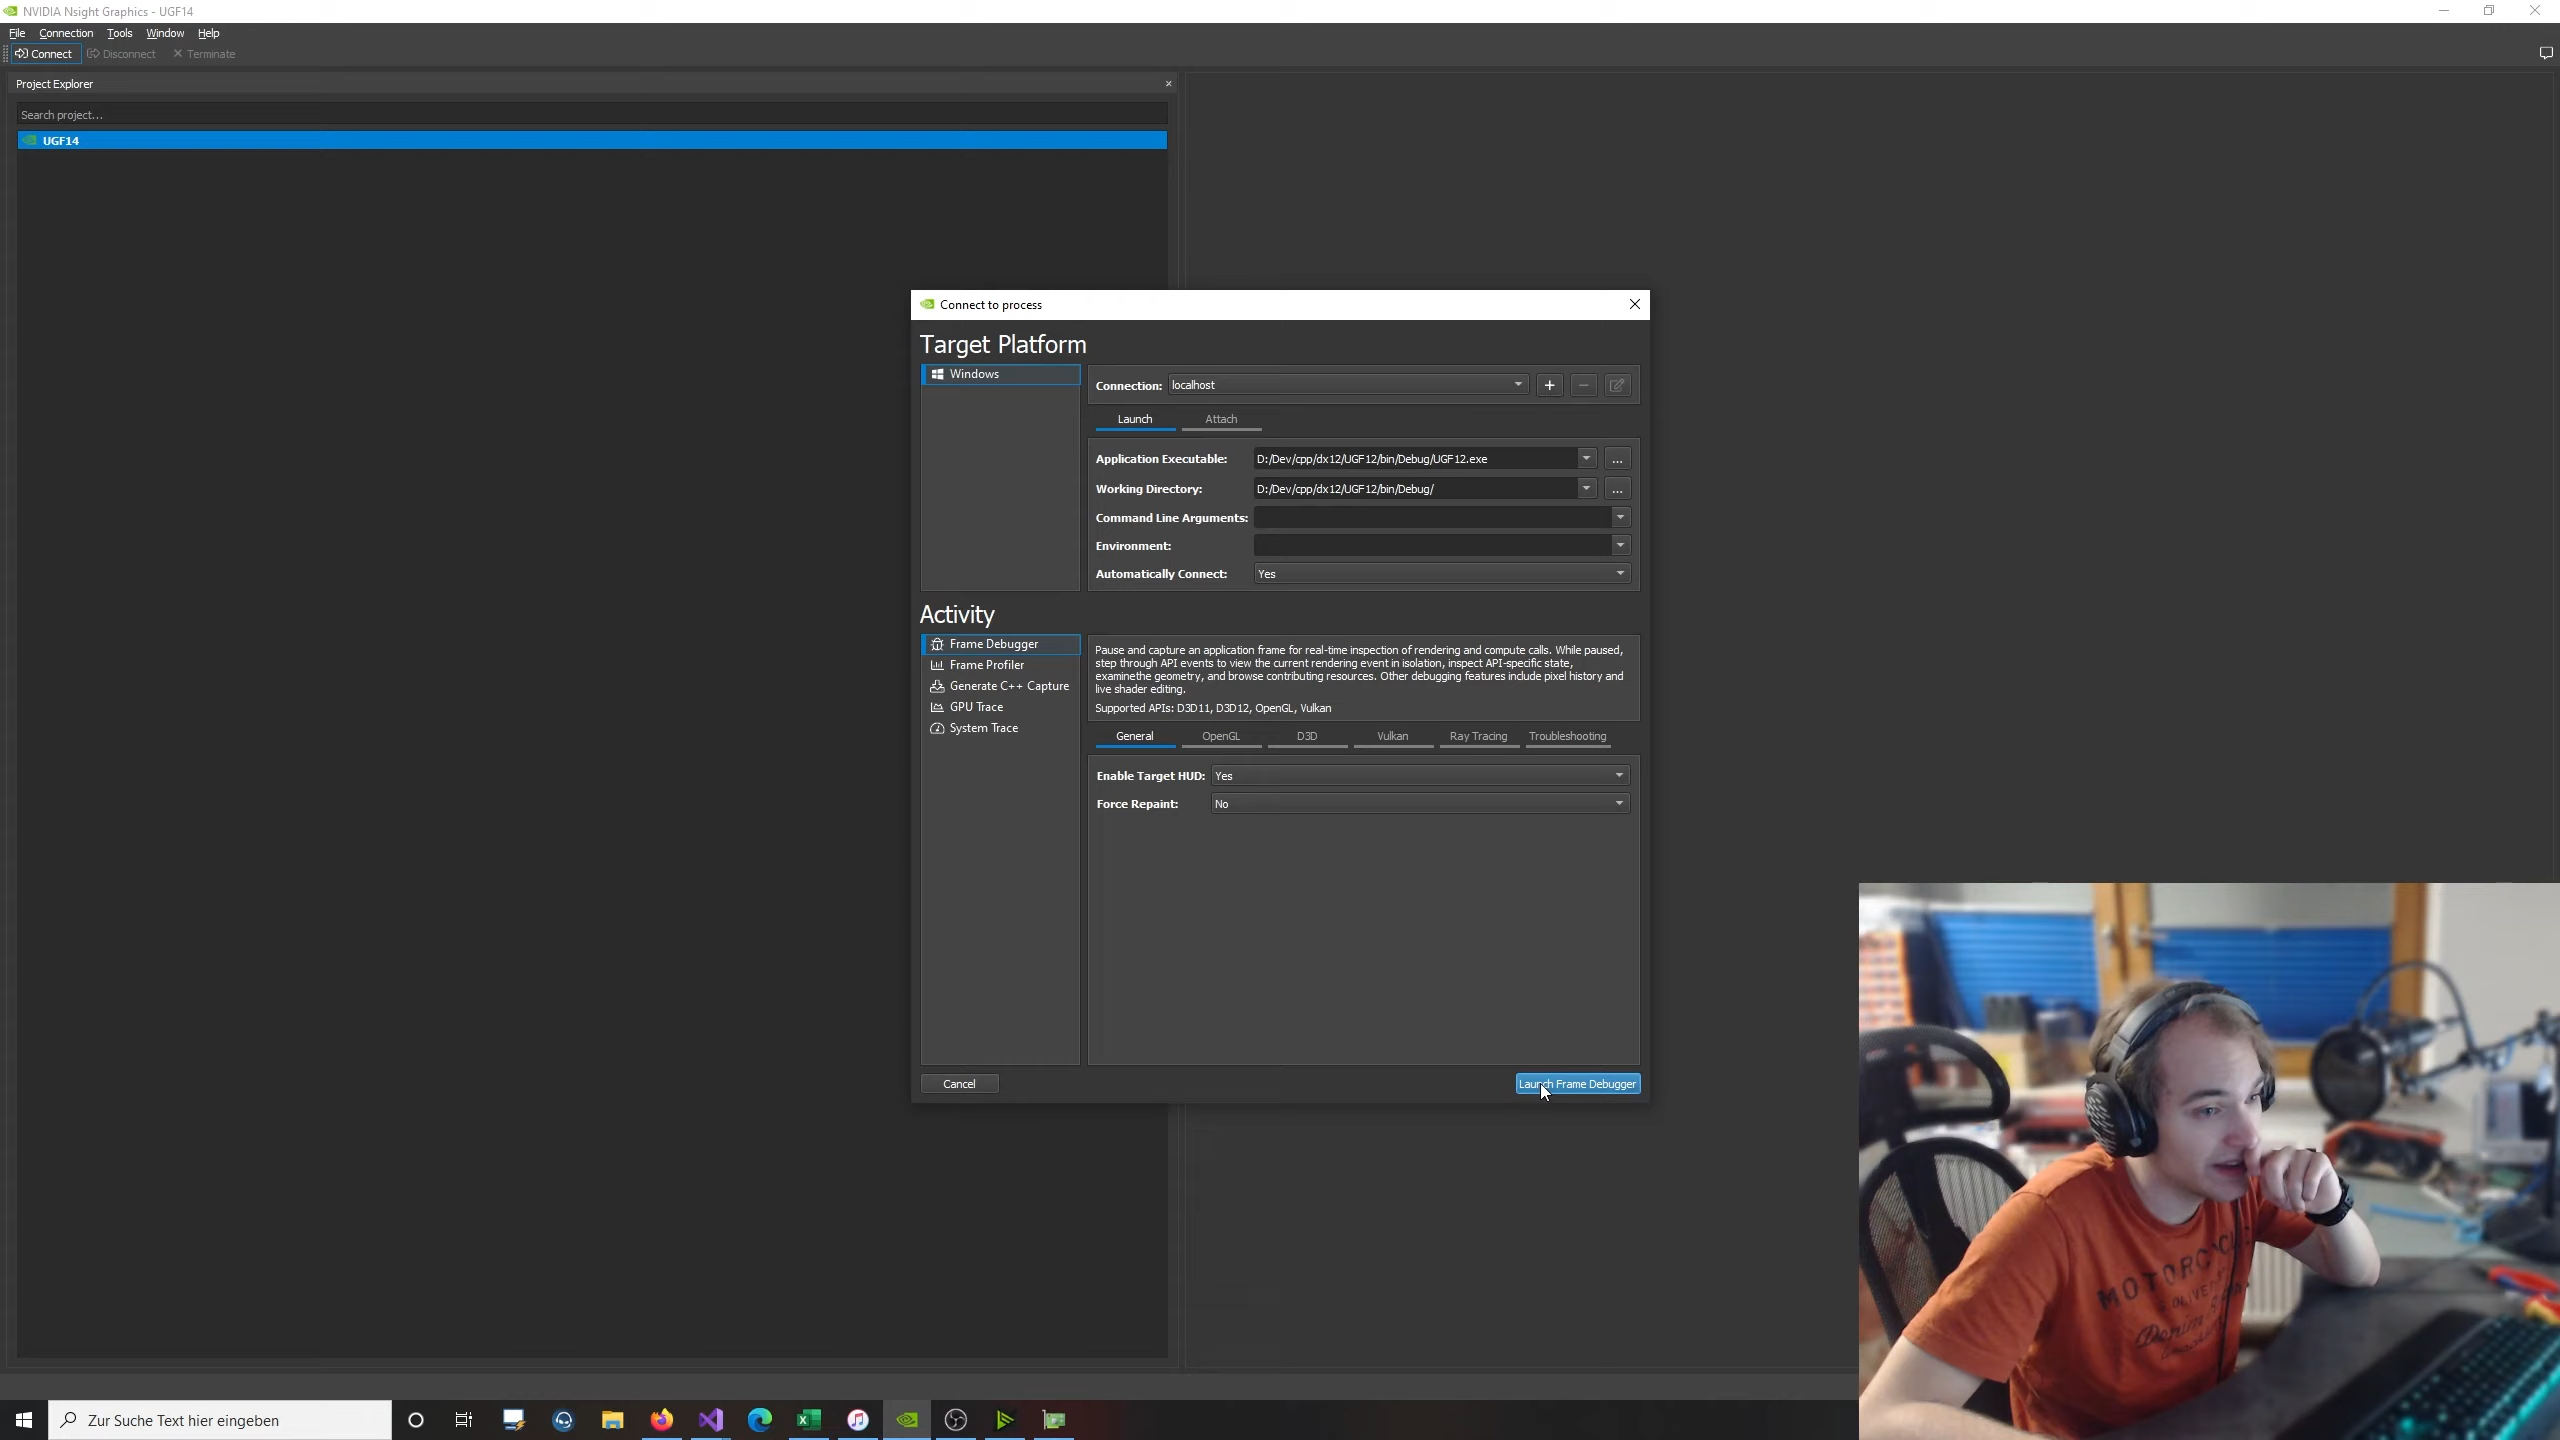 NVIDIA Nsight Graphics - UGF14
File Connection Tools Window Help
Connect Disconnect Terminate
Project Explorer
Search project...
UGF14
Connect to process
Target Platform
Windows
Connection: localhost
Launch Attach
Application Executable: D:/Dev/cpp/dx12/UGF12/bin/Debug/UGF12.exe ...
Working Directory: D:/Dev/cpp/dx12/UGF12/bin/Debug/ ...
Command Line Arguments:
Environment:
Automatically Connect: Yes
Activity
Frame Debugger
Frame Profiler
Generate C++ Capture
GPU Trace
System Trace
Pause and capture an application frame for real-time inspection of rendering and compute calls. While paused,
step through API events to view the current rendering event in isolation, inspect API-specific state,
examinethe geometry, and browse contributing resources. Other debugging features include pixel history and
live shader editing.
Supported APIs: D3D11, D3D12, OpenGL, Vulkan
General OpenGL D3D Vulkan Ray Tracing Troubleshooting
Enable Target HUD: Yes
Force Repaint: No
Cancel Launch Frame Debugger
Zur Suche Text hier eingeben